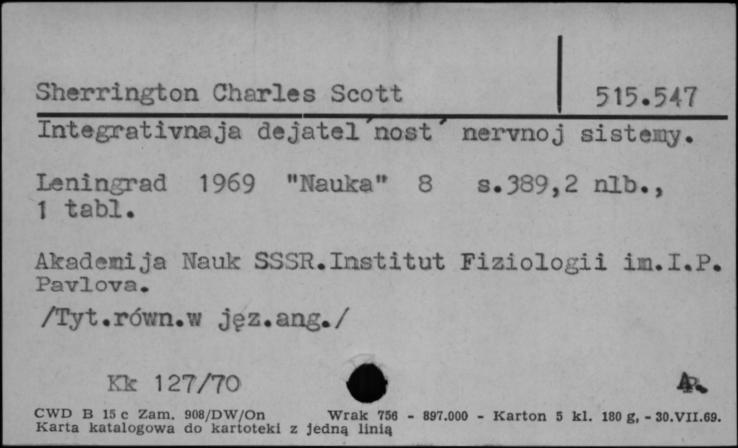 Sherrington Charles Scott 515.547
Integrativnaja dejatel'nost' nervnoj sistemy.
Leningrad 1969 "Nauka" 8 s.389,2 nlb.,
1 tabl.
Akademija Nauk SSSR.Institut Fiziologii im.I.P.
Pavlova.
/Tyt.równ.w jęz.ang./
Kk 127/70
CWD B 15 c Zam. 908/DW/On Wrak 756 - 897.000 - Karton 5 kl. 180 g, - 30.VII.69.
Karta katalogowa do kartoteki z jedną linią